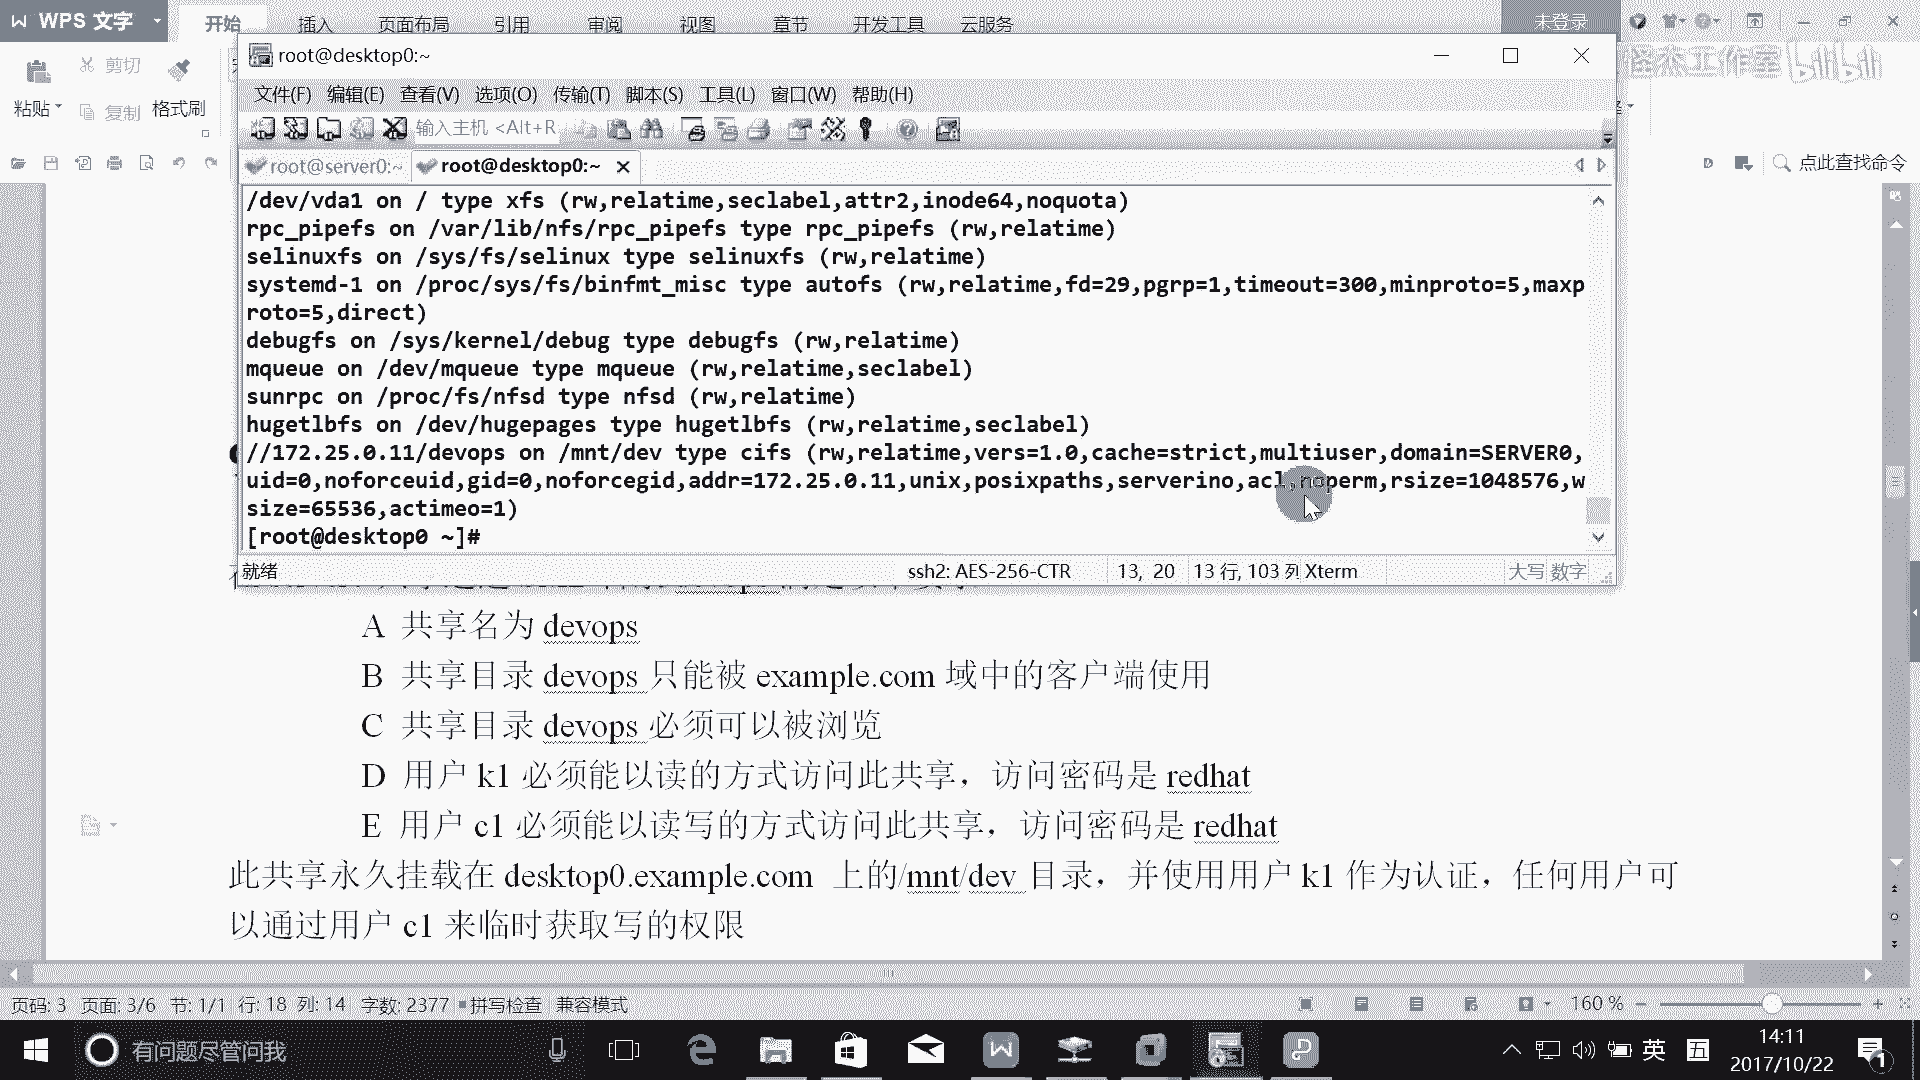 WPS 文字
开始 插入 页面布局 引用 审阅 视图 章节 开发工具 云服务 未登录
剪切
粘贴 复制 格式刷
点此查找命令
怪杰工作室 bilibili
root@desktop0:~
文件(F) 编辑(E) 查看(V) 选项(O) 传输(T) 脚本(S) 工具(L) 窗口(W) 帮助(H)
输入主机 <Alt+R
root@server0:~ root@desktop0:~
/dev/vda1 on / type xfs (rw,relatime,seclabel,attr2,inode64,noquota)
rpc_pipefs on /var/lib/nfs/rpc_pipefs type rpc_pipefs (rw,relatime)
selinuxfs on /sys/fs/selinux type selinuxfs (rw,relatime)
systemd-1 on /proc/sys/fs/binfmt_misc type autofs (rw,relatime,fd=29,pgrp=1,timeout=300,minproto=5,maxp
roto=5,direct)
debugfs on /sys/kernel/debug type debugfs (rw,relatime)
mqueue on /dev/mqueue type mqueue (rw,relatime,seclabel)
sunrpc on /proc/fs/nfsd type nfsd (rw,relatime)
hugetlbfs on /dev/hugepages type hugetlbfs (rw,relatime,seclabel)
//172.25.0.11/devops on /mnt/dev type cifs (rw,relatime,vers=1.0,cache=strict,multiuser,domain=SERVER0,
uid=0,noforceuid,gid=0,noforcegid,addr=172.25.0.11,unix,posixpaths,serverino,acl,noperm,rsize=1048576,w
size=65536,actimeo=1)
[root@desktop0 ~]#
就绪 ssh2: AES-256-CTR 13, 20 13 行, 103 列 Xterm 大写 数字
A 共享名为 devops
B 共享目录 devops 只能被 example.com 域中的客户端使用
C 共享目录 devops 必须可以被浏览
D 用户 k1 必须能以读的方式访问此共享，访问密码是 redhat
E 用户 c1 必须能以读写的方式访问此共享，访问密码是 redhat
此共享永久挂载在 desktop0.example.com 上的/mnt/dev 目录，并使用用户 k1 作为认证，任何用户可
以通过用户 c1 来临时获取写的权限
页码: 3 页面: 3/6 节: 1/1 行: 18 列: 14 字数: 2377 拼写检查 兼容模式 160 %
有问题尽管问我 英 五 14:11
2017/10/22 1